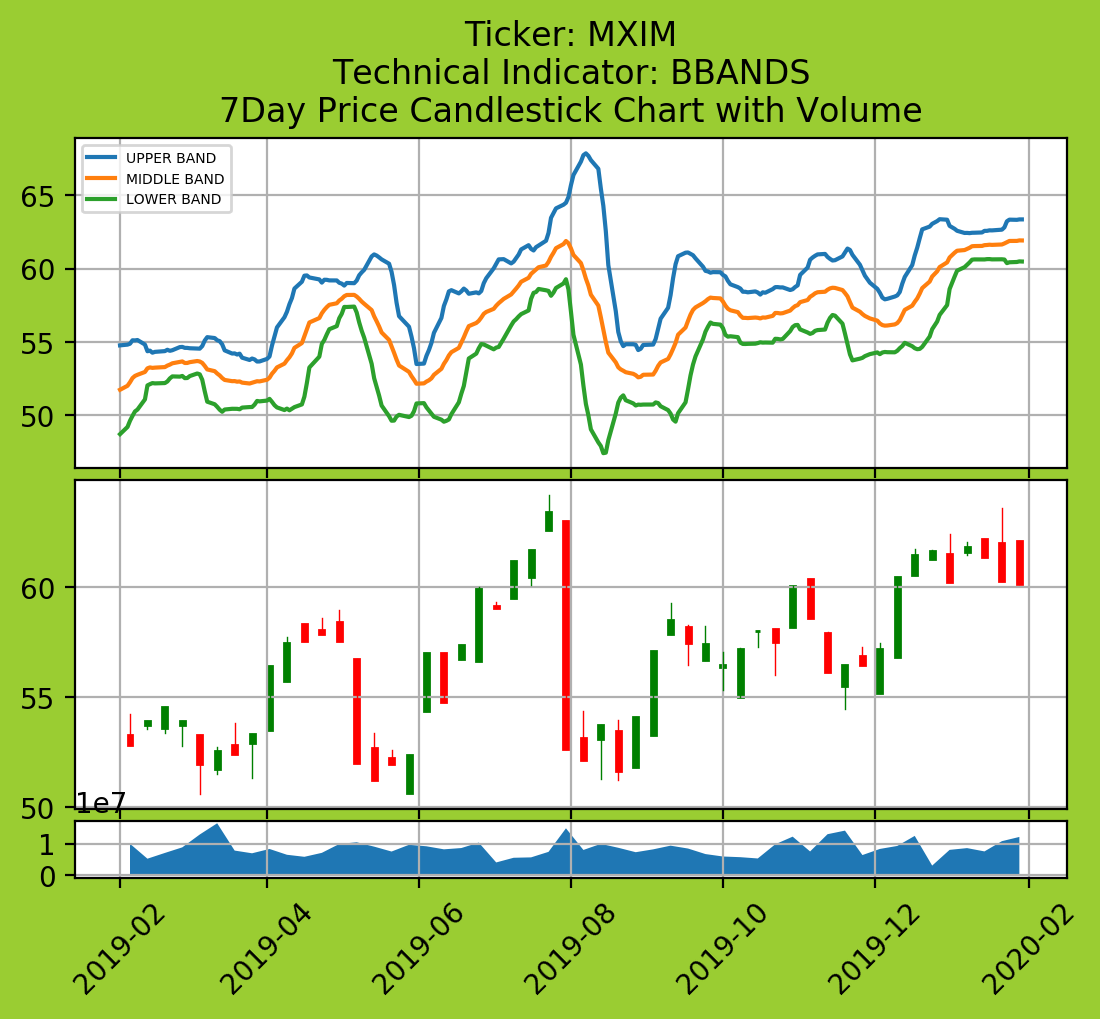 Ticker: MXIM
Technical Indicator: BBANDS
7Day Price Candlestick Chart with Volume
UPPER BAND
MIDDLE BAND
LOWER BAND
65
60
55
50
60
55
50
1e7
1
0
2019-02
2019-04
2019-06
2019-08
2019-10
2019-12
2020-02